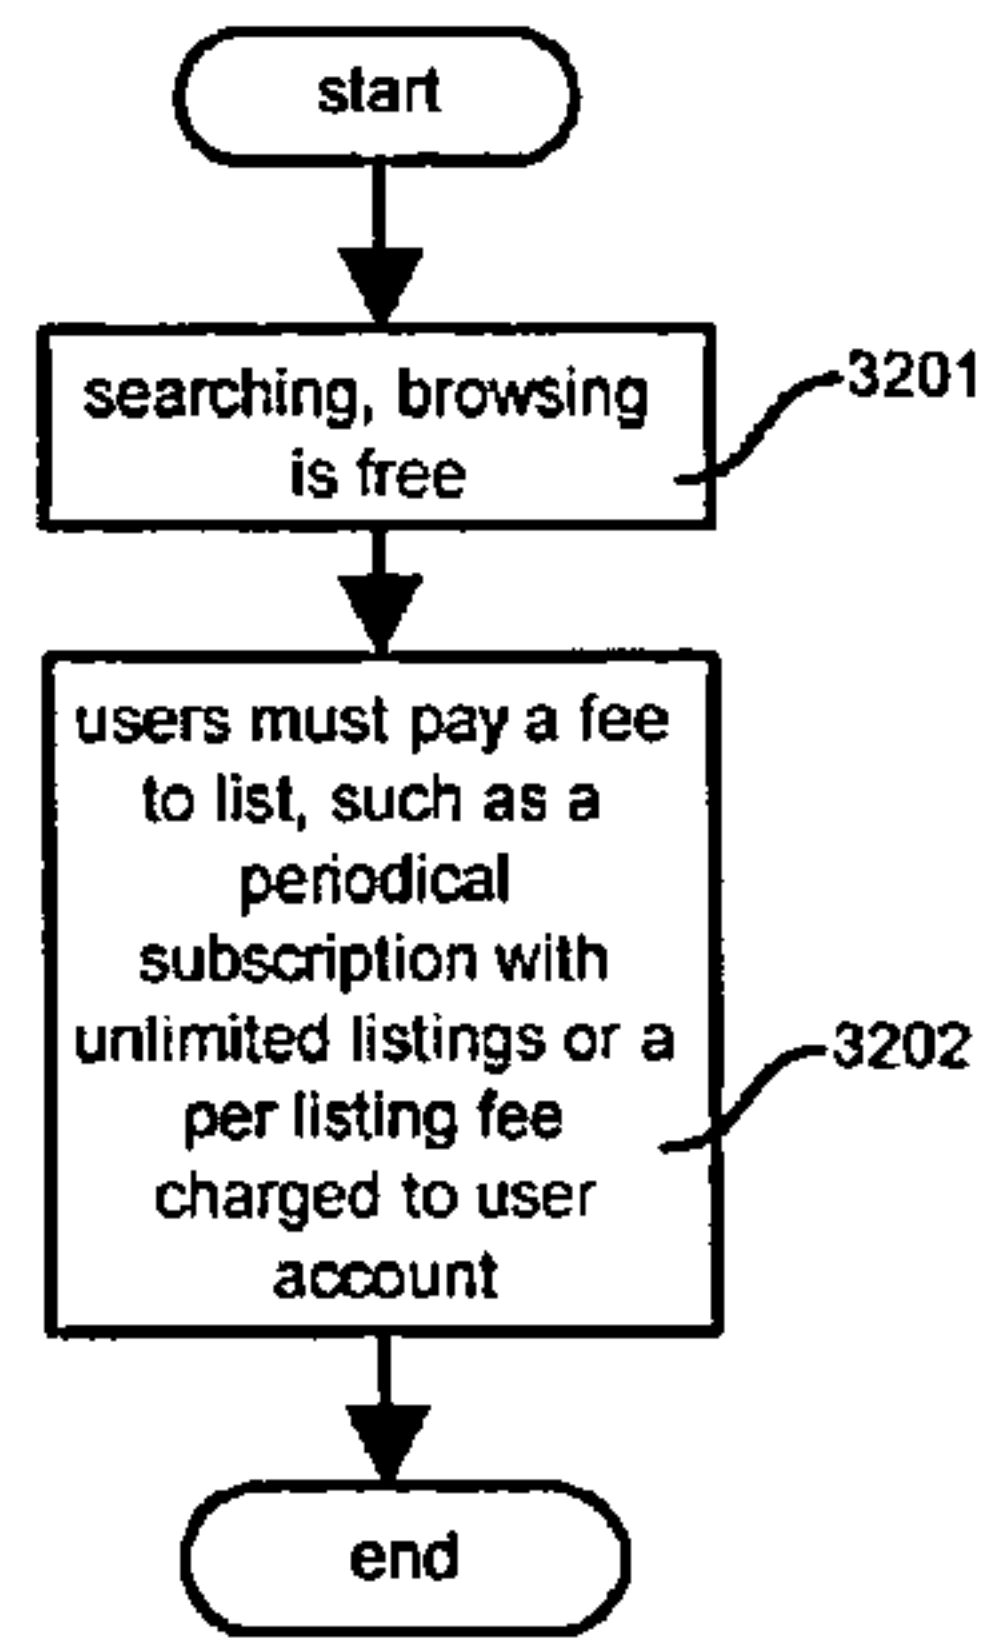 start
searching, browsing
is free
3201
users must pay a fee
to list, such as a
periodical
subscription with
unlimited listings or a
per listing fee
charged to user
account
3202
end